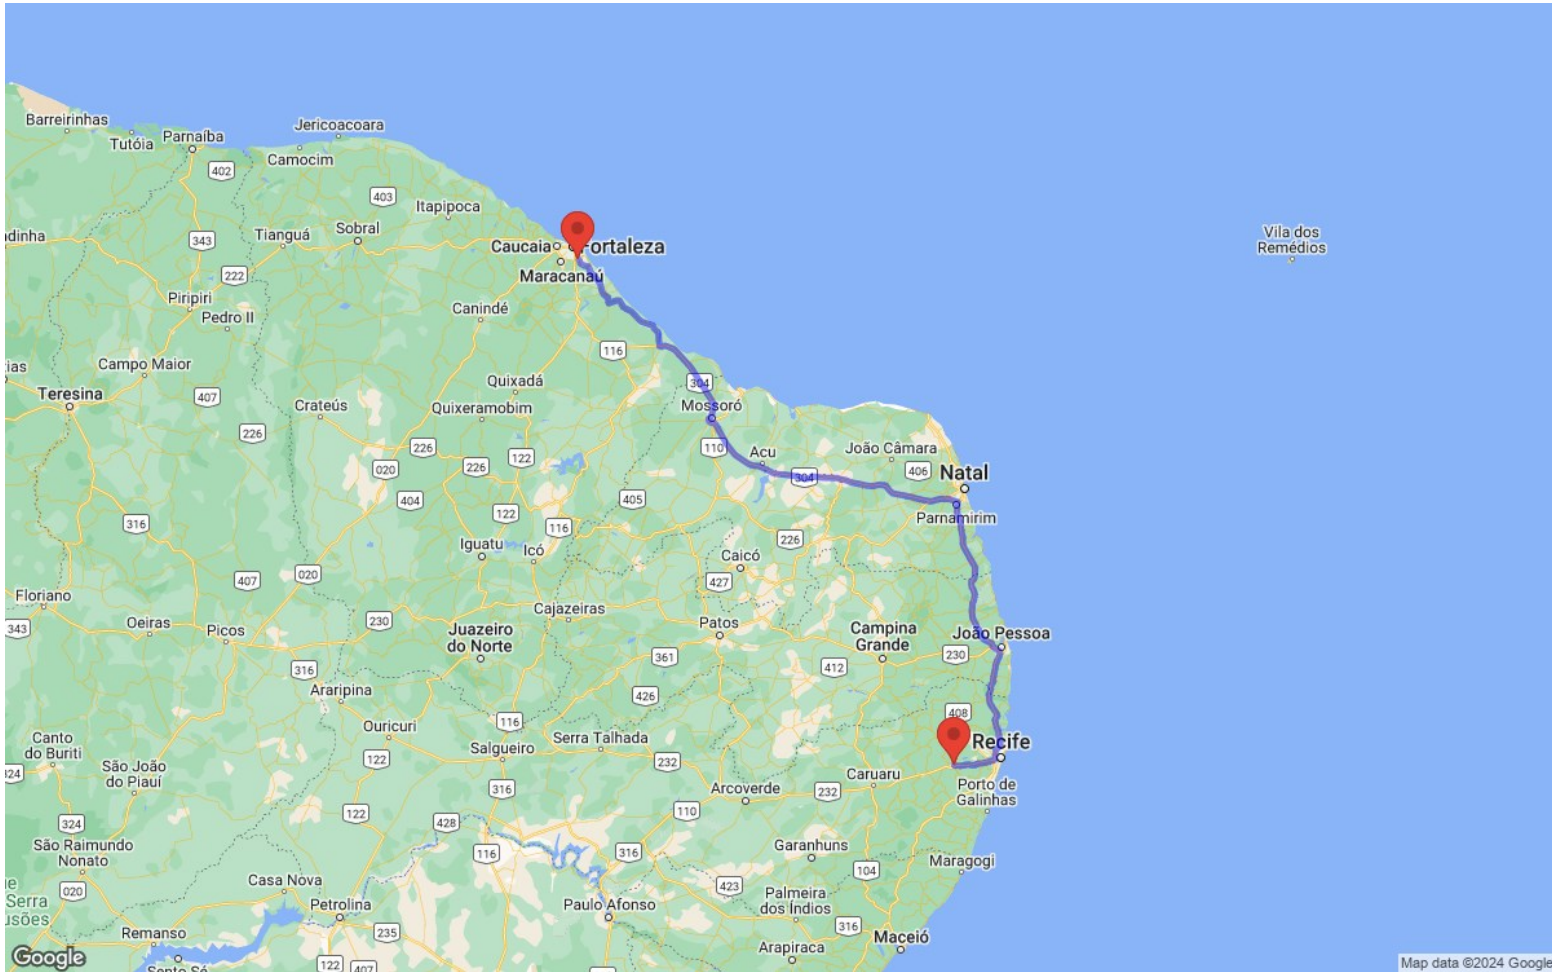 Barreirinhas
Tutóia
Parnaíba
Jericoacoara
Camocim
402
403
Itapipoca
343
Tianguá
Sobral
Caucaia
Fortaleza
Maracanaú
Vila dos
Remédios
222
Piripiri
Pedro II
Canindé
116
Campo Maior
Teresina
407
Quixadá
304
Crateús
Quixeramobim
Mossoró
226
226
122
110
Acu
João Câmara
020
226
304
406
Natal
404
405
122
116
Parnamirim
316
Iguatu
Icó
226
Caicó
407
020
427
Floriano
343
Oeiras
Picos
230
Cajazeiras
Juazeiro
do Norte
Patos
Campina
Grande
João Pessoa
316
361
412
230
Araripina
426
408
Ouricuri
116
Canto
do Buriti
Salgueiro
Serra Talhada
Recife
324
São João
do Piauí
122
232
316
Arcoverde
232
Caruaru
Porto de
Galinhas
122
110
324
428
São Raimundo
Nonato
116
316
Garanhuns
104
Maragogi
020
Serra
Casa Nova
423
Palmeira
dos Índios
Petrolina
Paulo Afonso
235
316
Remanso
Maceió
Arapiraca
122
407
Sento Sé
Google
Map data ©2024 Google